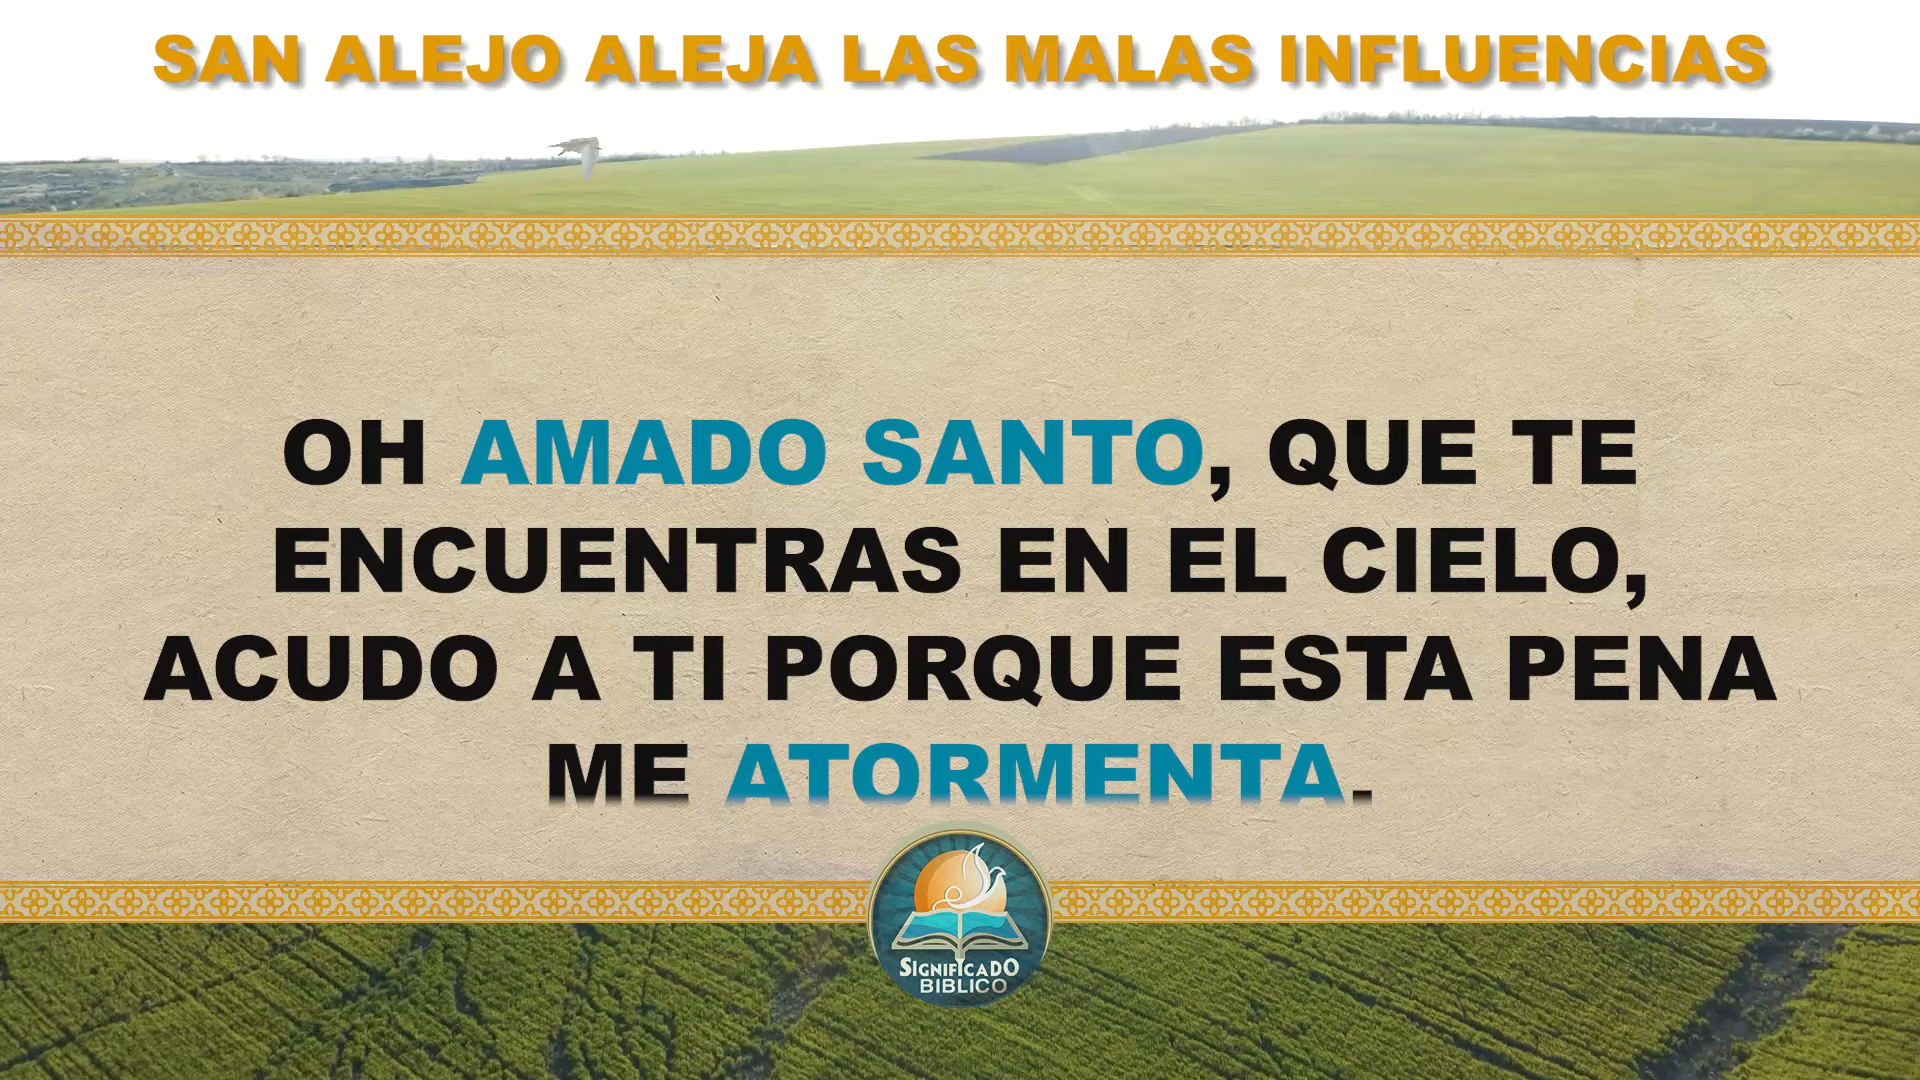 SAN ALEJO ALEJA LAS MALAS INFLUENCIAS
OH AMADO SANTO, QUE TE
ENCUENTRAS EN EL CIELO,
ACUDO A TI PORQUE ESTA PENA
ME ATORMENTA.
SIGNIFICADO
BIBLICO